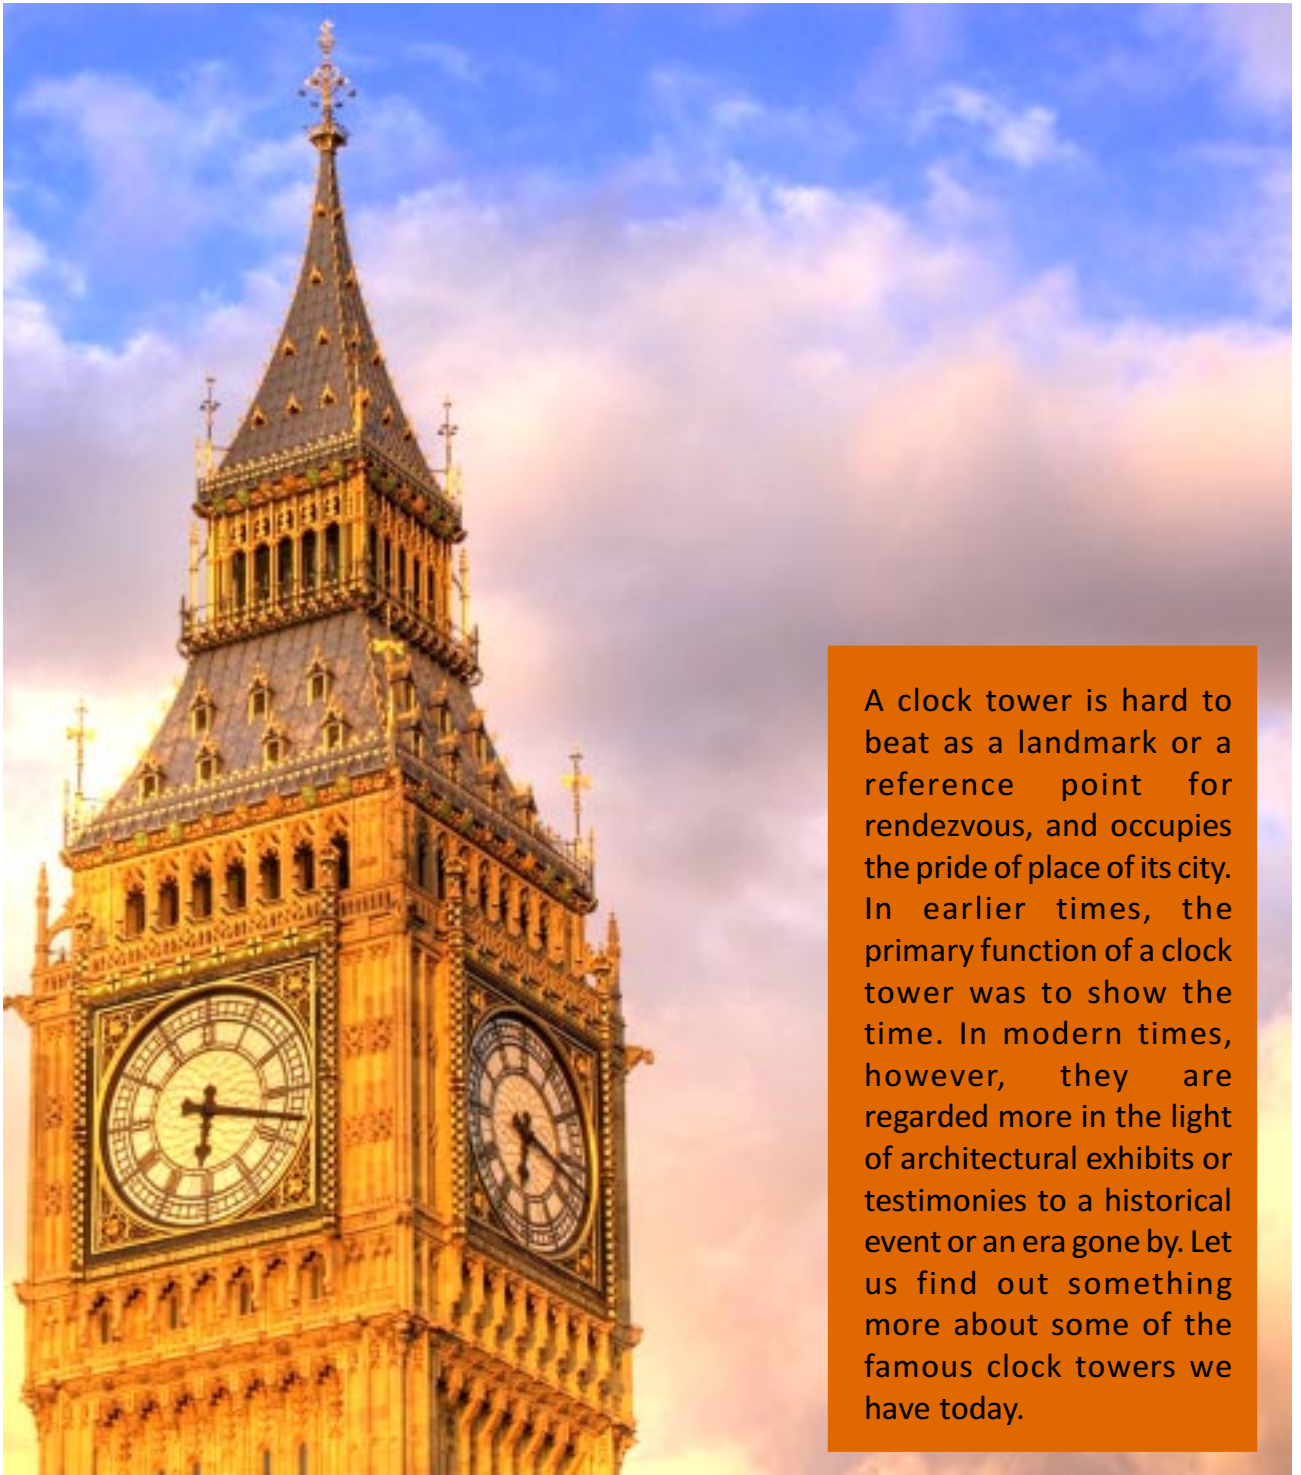 A clock tower is hard to
beat as a landmark or a
reference point for
rendezvous, and occupies
the pride of place of its city.
In earlier times, the
primary function of a clock
tower was to show the
time. In modern times,
however, they are
regarded more in the light
of architectural exhibits or
testimonies to a historical
event or an era gone by. Let
us find out something
more about some of the
famous clock towers we
have today.